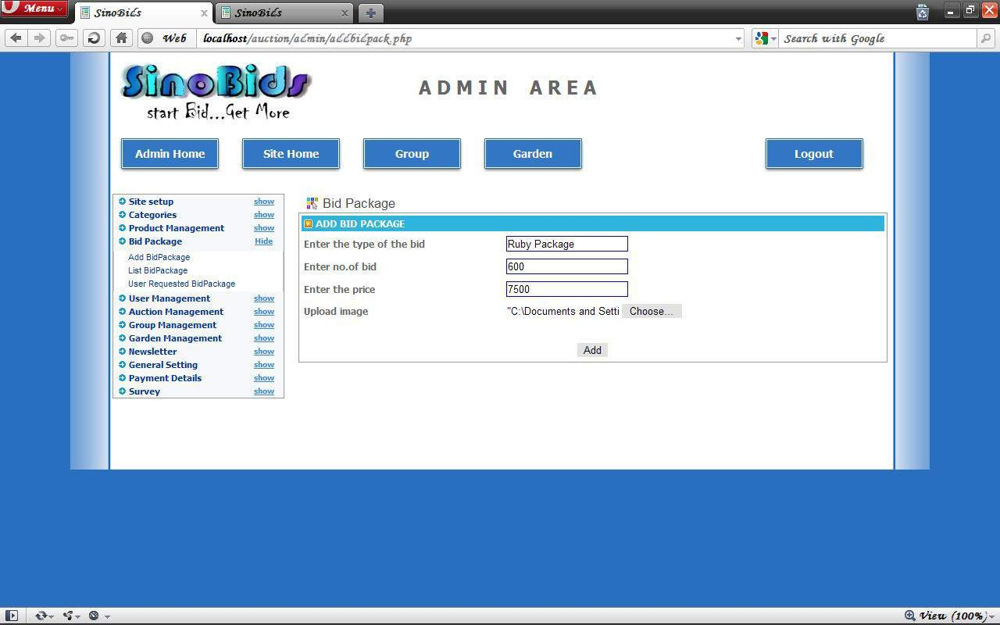 Menu
SinoBids
SinoBids
Web
localhost/auction/admin/addbidpack.php
Search with Google
SinoBids
start Bid...Get More
ADMIN AREA
Admin Home
Site Home
Group
Garden
Logout
Site setup show
Categories show
Product Management show
Bid Package Hide
Add BidPackage
List BidPackage
User Requested BidPackage
User Management show
Auction Management show
Group Management show
Garden Management show
Newsletter show
General Setting show
Payment Details show
Survey show
Bid Package
ADD BID PACKAGE
Enter the type of the bid Ruby Package
Enter no.of bid 600
Enter the price 7500
Upload image "C:\Documents and Setti Choose...
Add
View (100%)